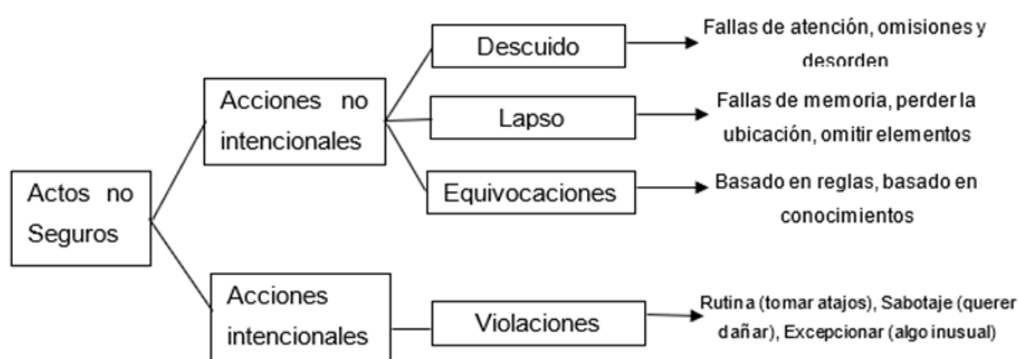 Actos no
Seguros
Acciones no
intencionales
Descuido
Fallas de atención, omisiones y
desorden
Lapso
Fallas de memoria, perder la
ubicación, omitir elementos
Equivocaciones
Basado en reglas, basado en
conocimientos
Acciones
intencionales
Violaciones
Rutina (tomar atajos), Sabotaje (querer
dañar), Excepcionar (algo inusual)